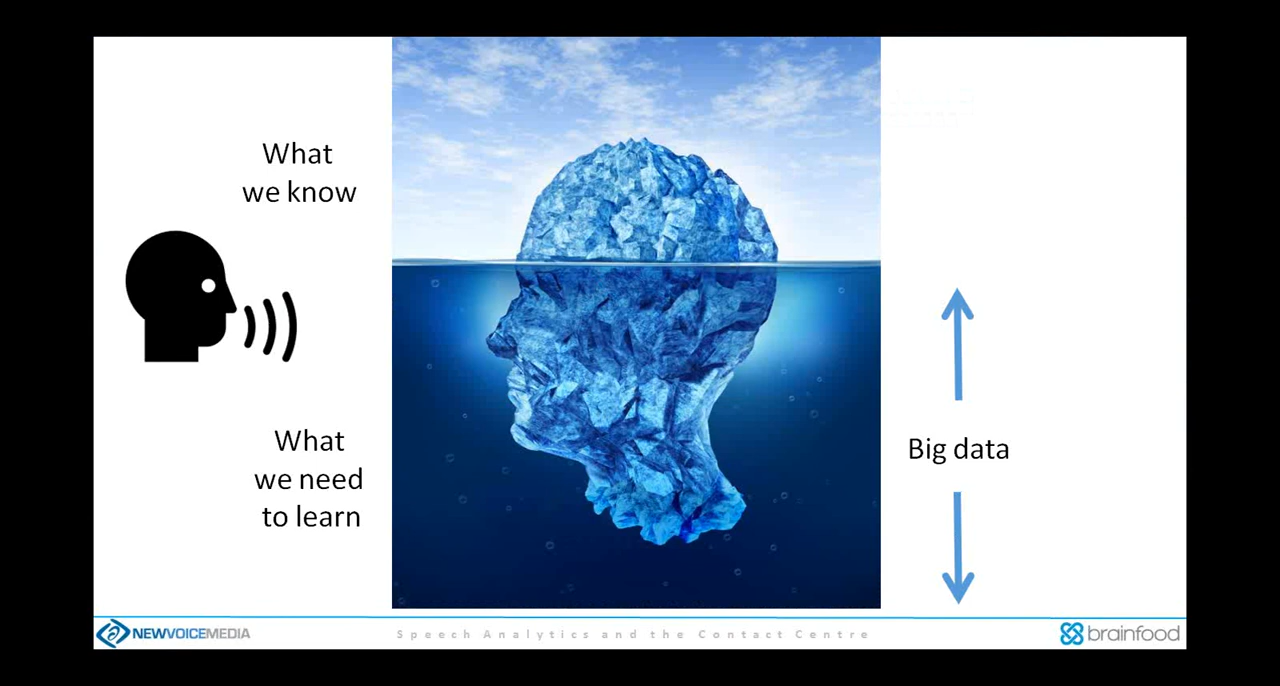 What
we know
What
we need
to learn
Big data
NEWVOICEMEDIA
Speech Analytics and the Contact Centre
brainfood